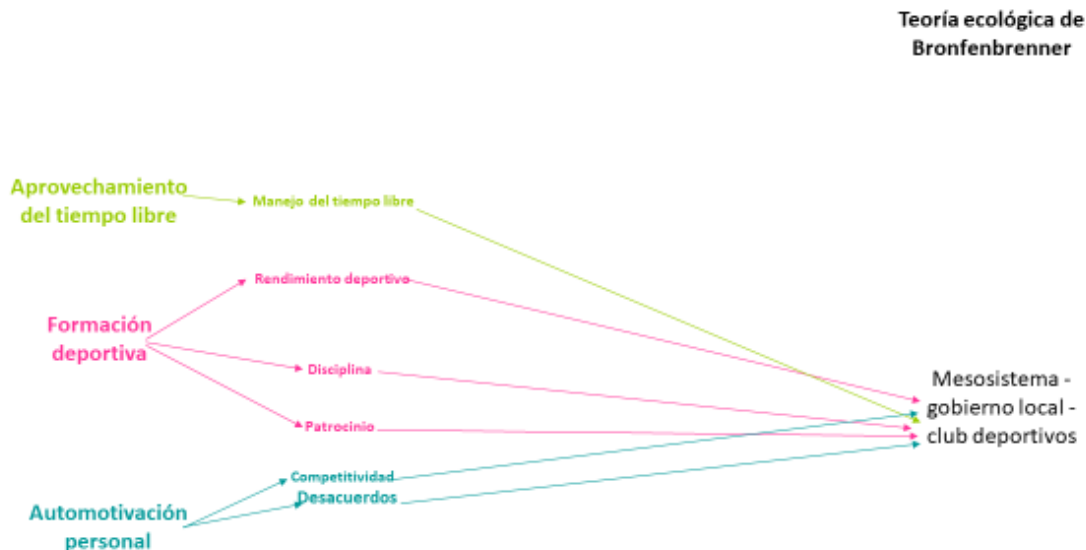 Teoría ecológica de
Bronfenbrenner
Aprovechamiento
del tiempo libre
Manejo del tiempo libre
Rendimiento deportivo
Formación
deportiva
Disciplina
Patrocinio
Mesosistema -
gobierno local -
club deportivos
Competitividad
Desacuerdos
Automotivación
personal